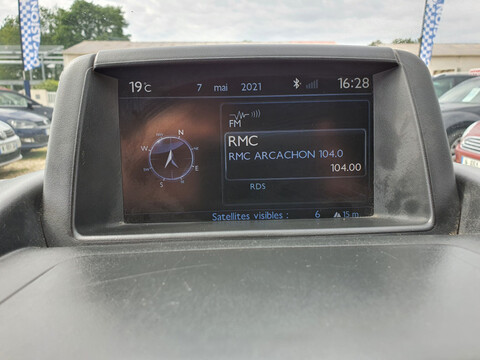 19°C 7 mai 2021 16:28
FM
RMC
RMC ARCACHON 104.0
104.00
N
W E
S
RDS
Satellites visibles : 6 15 m